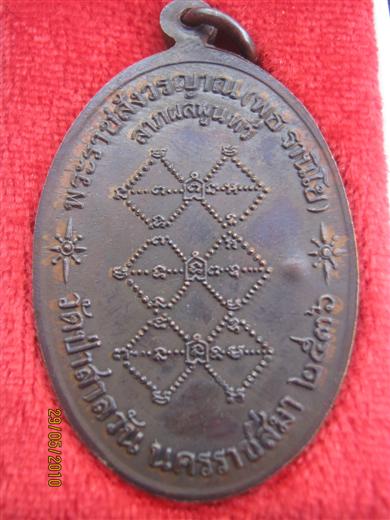 พระราชสังวรญาณ(พุธ ฐานิโย)
ลาภผลพูนทวี
วัดป่าสาลวัน นครราชสีมา ๒๕๓๖
29/05/2010